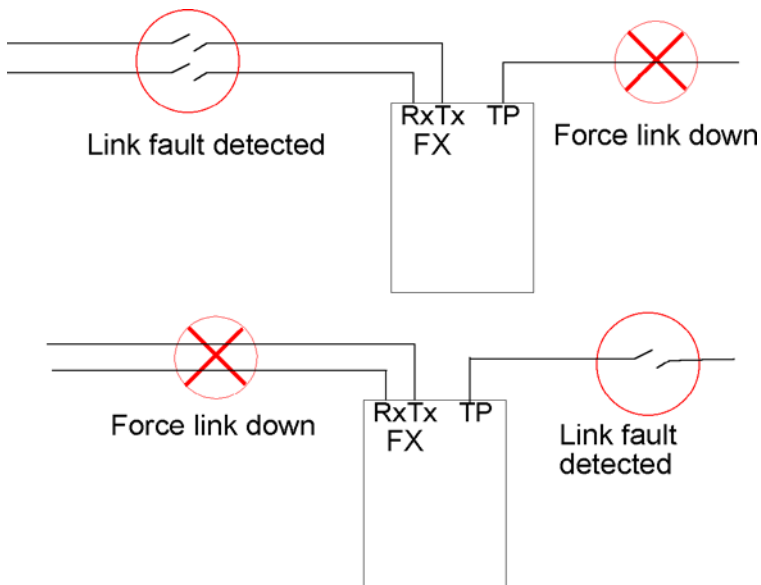 RxTx TP
FX
Link fault detected
Force link down
RxTx TP
FX
Force link down
Link fault
detected